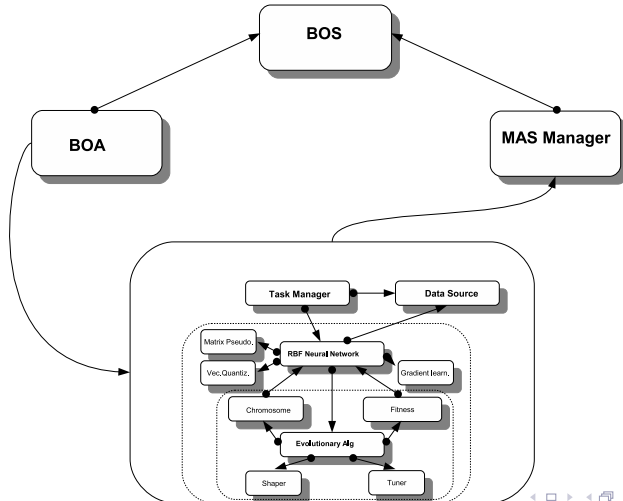 BOS
BOA
MAS Manager
Task Manager
Data Source
Matrix Pseudo.
RBF Neural Network
Vec.Quantiz.
Gradient learn.
Chromosome
Fitness
Evolutionary Alg
Shaper
Tuner